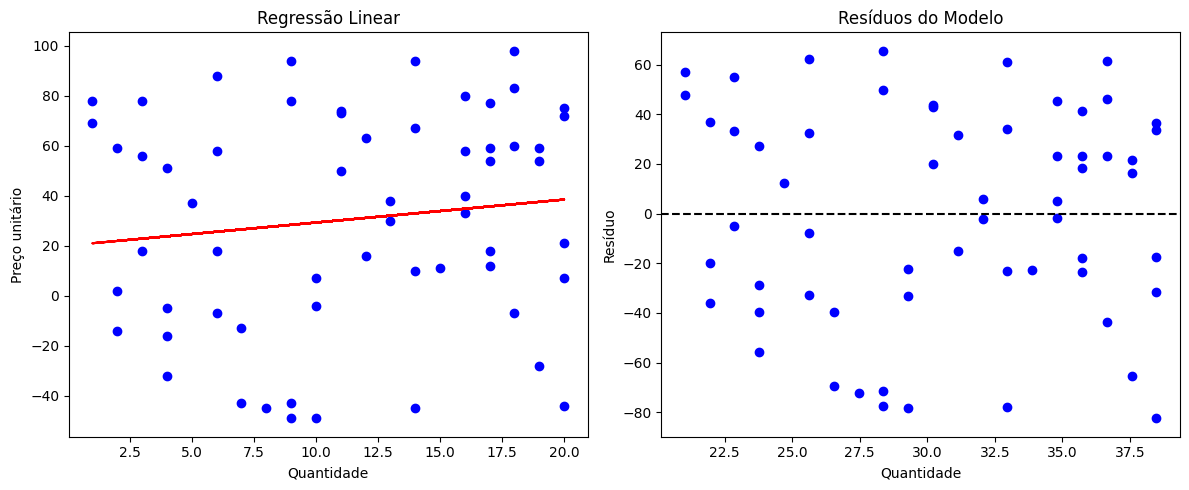 Regressão Linear
Preço unitário
100
80
60
40
20
0
−20
−40
2.5 5.0 7.5 10.0 12.5 15.0 17.5 20.0
Quantidade
Resíduos do Modelo
Resíduo
60
40
20
0
−20
−40
−60
−80
22.5 25.0 27.5 30.0 32.5 35.0 37.5
Quantidade